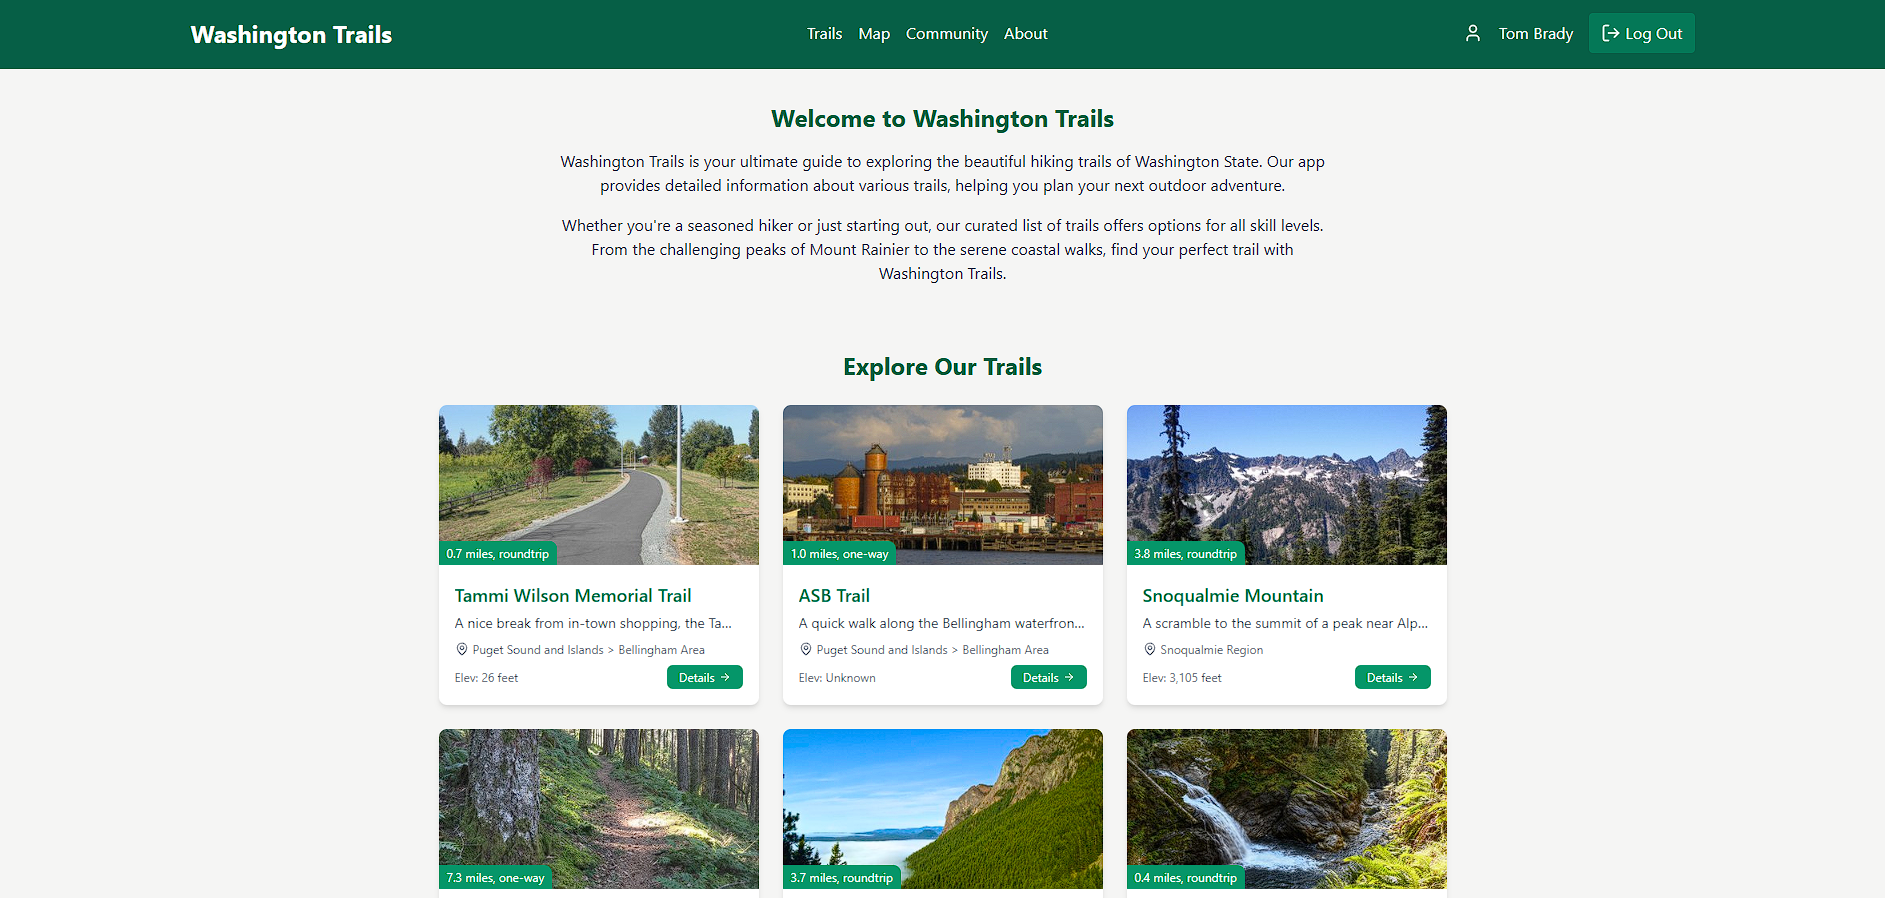 Washington Trails
Trails Map Community About
Tom Brady
Log Out
Welcome to Washington Trails
Washington Trails is your ultimate guide to exploring the beautiful hiking trails of Washington State. Our app
provides detailed information about various trails, helping you plan your next outdoor adventure.
Whether you're a seasoned hiker or just starting out, our curated list of trails offers options for all skill levels.
From the challenging peaks of Mount Rainier to the serene coastal walks, find your perfect trail with
Washington Trails.
Explore Our Trails
0.7 miles, roundtrip
Tammi Wilson Memorial Trail
A nice break from in-town shopping, the Ta...
Puget Sound and Islands > Bellingham Area
Elev: 26 feet
Details →
1.0 miles, one-way
ASB Trail
A quick walk along the Bellingham waterfron...
Puget Sound and Islands > Bellingham Area
Elev: Unknown
Details →
3.8 miles, roundtrip
Snoqualmie Mountain
A scramble to the summit of a peak near Alp...
Snoqualmie Region
Elev: 3,105 feet
Details →
7.3 miles, one-way
3.7 miles, roundtrip
0.4 miles, roundtrip